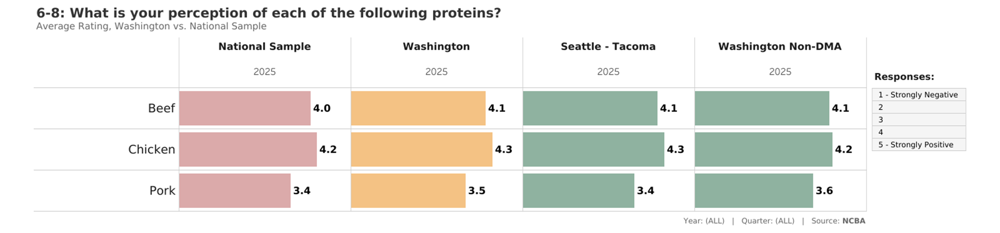 6-8: What is your perception of each of the following proteins?
Average Rating, Washington vs. National Sample
National Sample Washington Seattle - Tacoma Washington Non-DMA
2025 2025 2025 2025
Responses:
1 - Strongly Negative
2
3
4
5 - Strongly Positive
Beef 4.0 4.1 4.1 4.1
Chicken 4.2 4.3 4.3 4.2
Pork 3.4 3.5 3.4 3.6
Year: (ALL) | Quarter: (ALL) | Source: NCBA